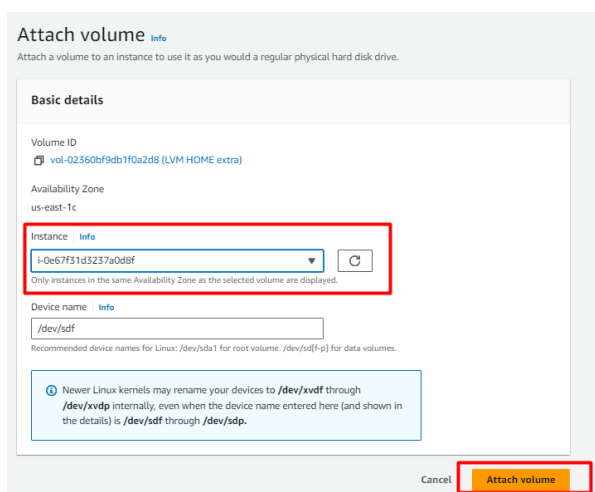 Attach volume Info
Attach a volume to an instance to use it as you would a regular physical hard disk drive.
Basic details
Volume ID
vol-02360bf9db1f0a2d8 (LVM HOME extra)
Availability Zone
us-east-1c
Instance Info
i-0e67f31d3237a0d8f
Only instances in the same Availability Zone as the selected volume are displayed.
Device name Info
/dev/sdf
Recommended device names for Linux: /dev/sda1 for root volume. /dev/sd[f-p] for data volumes.
Newer Linux kernels may rename your devices to /dev/xvdf through
/dev/xvdp internally, even when the device name entered here (and shown in
the details) is /dev/sdf through /dev/sdp.
Cancel Attach volume